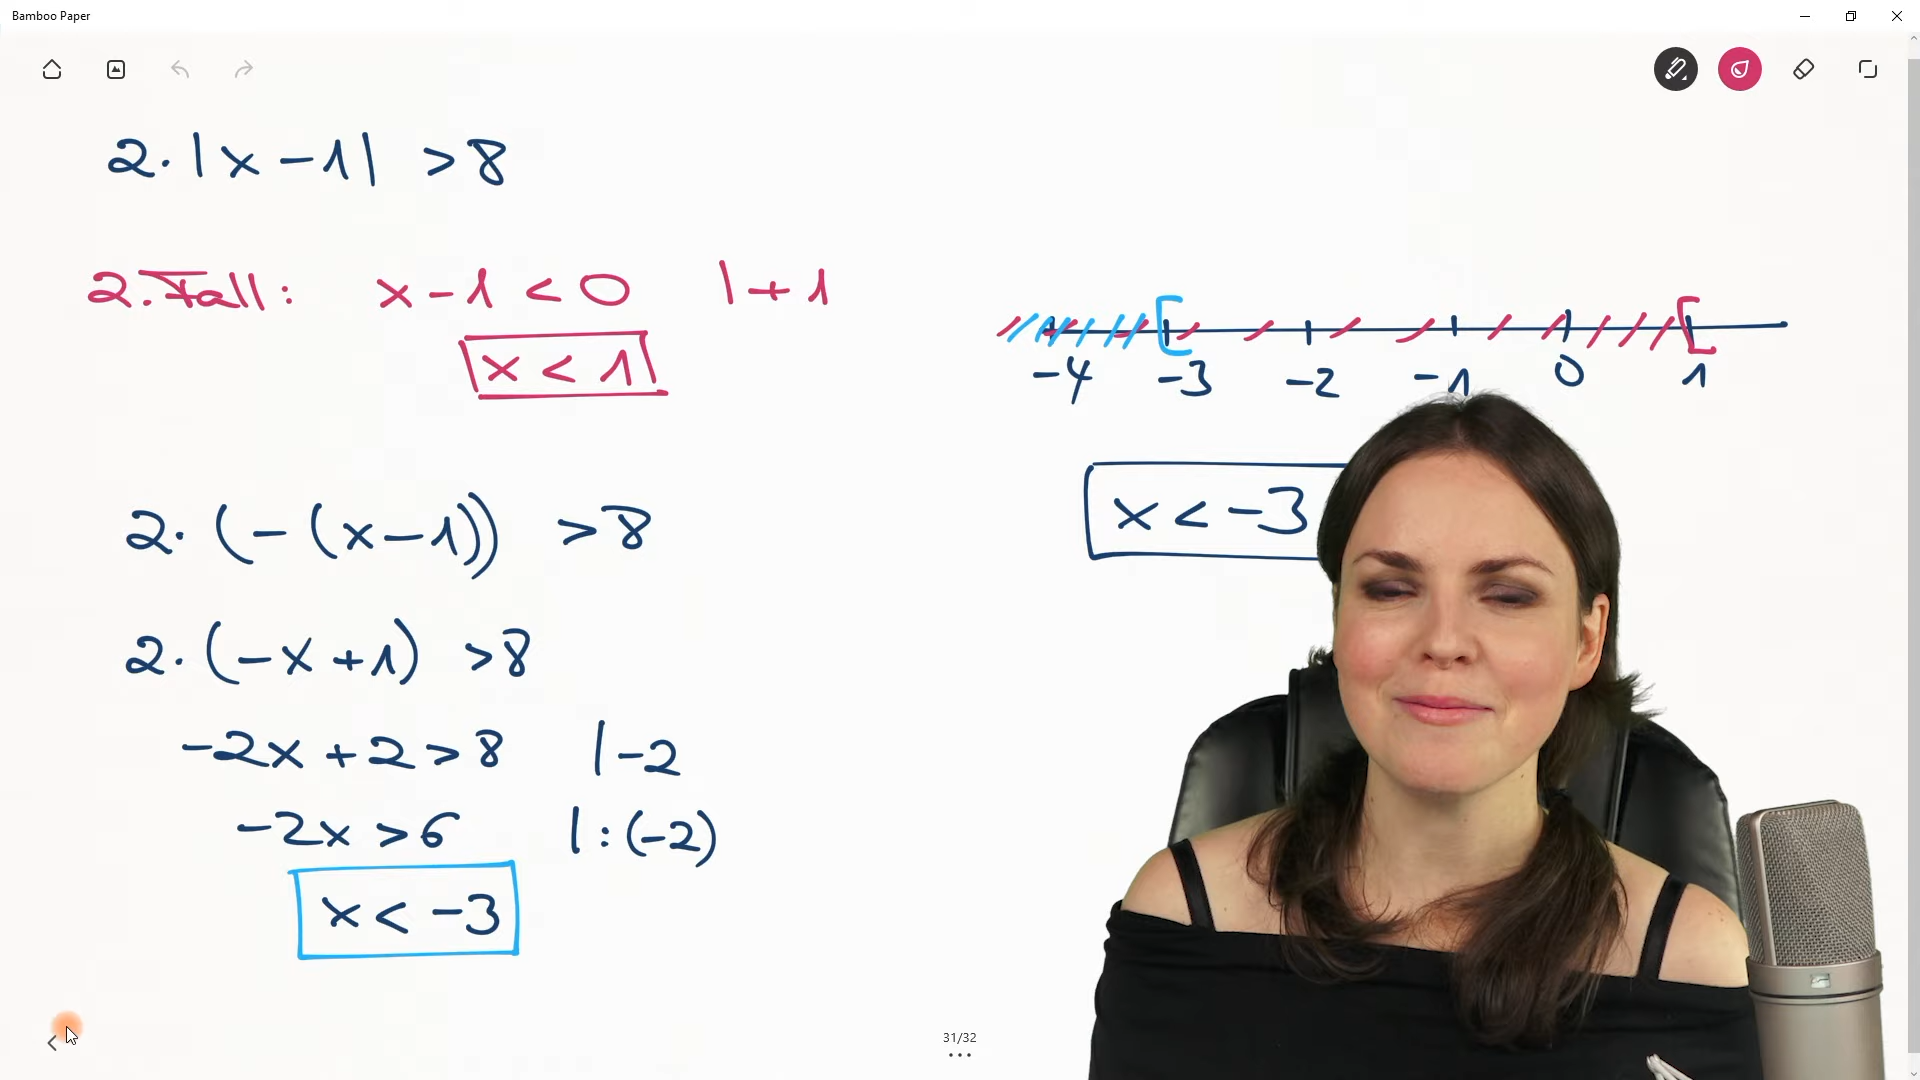 Bamboo Paper
2·|x-1| >8
2.Fall: x-1<0 |+1
x<1
-4 -3 -2 -1 0 1
x<-3
2·(-(x-1)) >8
2·(-x+1) >8
-2x+2>8 |-2
-2x>6 |:(-2)
x<-3
31/32